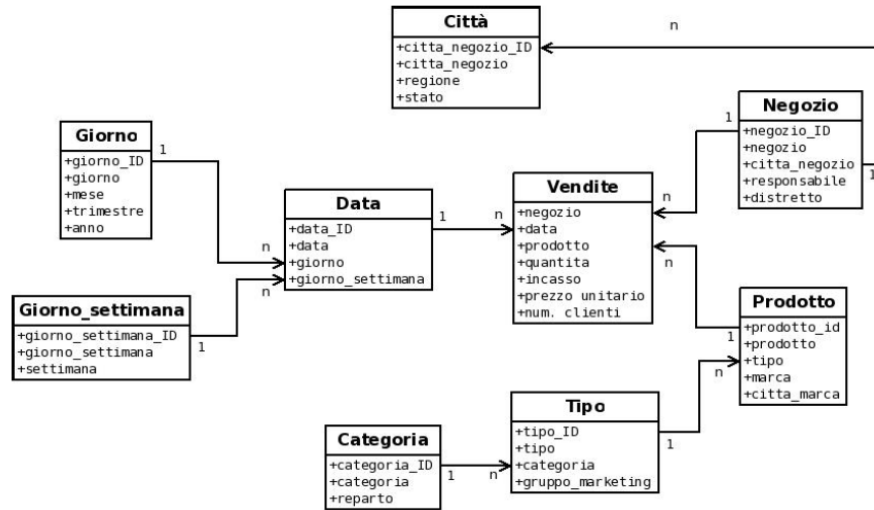 Città
+citta_negozio_ID
+citta_negozio
+regione
+stato
n
Giorno
+giorno_ID
+giorno
+mese
+trimestre
+anno
1
n
Giorno_settimana
+giorno_settimana_ID
+giorno_settimana
+settimana
1
n
Data
+data_ID
+data
+giorno
+giorno_settimana
1
n
Vendite
+negozio
+data
+prodotto
+quantita
+incasso
+prezzo unitario
+num. clienti
n
n
Negozio
+negozio_ID
+negozio
+citta_negozio
+responsabile
+distretto
1
1
Prodotto
+prodotto_id
+prodotto
+tipo
+marca
+citta_marca
1
n
Tipo
+tipo_ID
+tipo
+categoria
+gruppo_marketing
1
n
Categoria
+categoria_ID
+categoria
+reparto
1